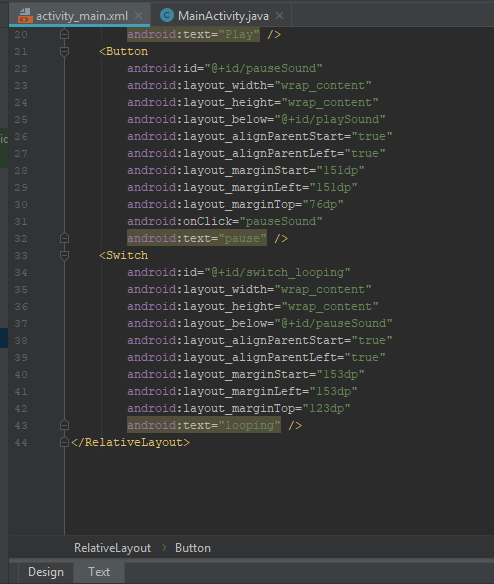 activity_main.xml MainActivity.java
20 android:text="Play" />
21 <Button
22 android:id="@+id/pauseSound"
23 android:layout_width="wrap_content"
24 android:layout_height="wrap_content"
25 android:layout_below="@+id/playSound"
26 android:layout_alignParentStart="true"
27 android:layout_alignParentLeft="true"
28 android:layout_marginStart="151dp"
29 android:layout_marginLeft="151dp"
30 android:layout_marginTop="76dp"
31 android:onClick="pauseSound"
32 android:text="pause" />
33 <Switch
34 android:id="@+id/switch_looping"
35 android:layout_width="wrap_content"
36 android:layout_height="wrap_content"
37 android:layout_below="@+id/pauseSound"
38 android:layout_alignParentStart="true"
39 android:layout_alignParentLeft="true"
40 android:layout_marginStart="153dp"
41 android:layout_marginLeft="153dp"
42 android:layout_marginTop="123dp"
43 android:text="looping" />
44 </RelativeLayout>
RelativeLayout › Button
Design Text